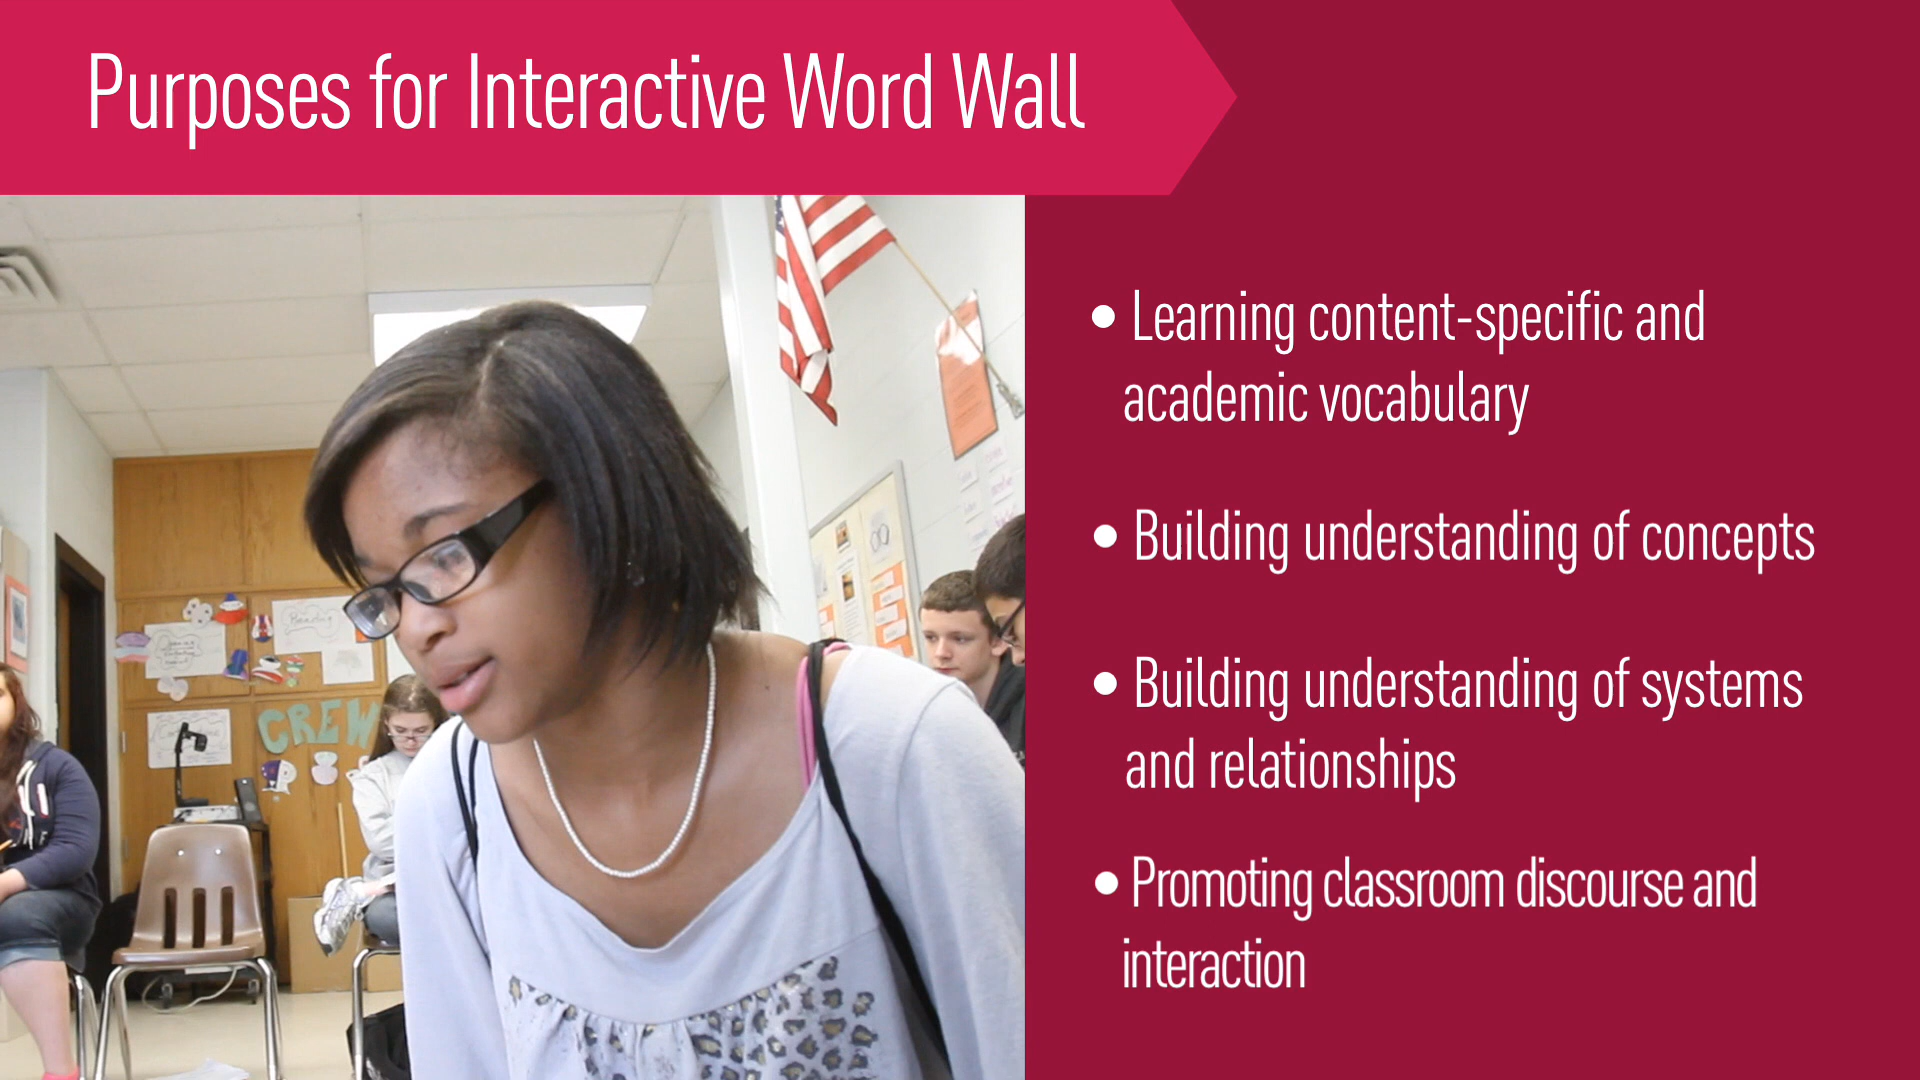 Purposes for Interactive Word Wall
• Learning content-specific and
academic vocabulary
• Building understanding of concepts
• Building understanding of systems
and relationships
• Promoting classroom discourse and
interaction
Reading
CREW